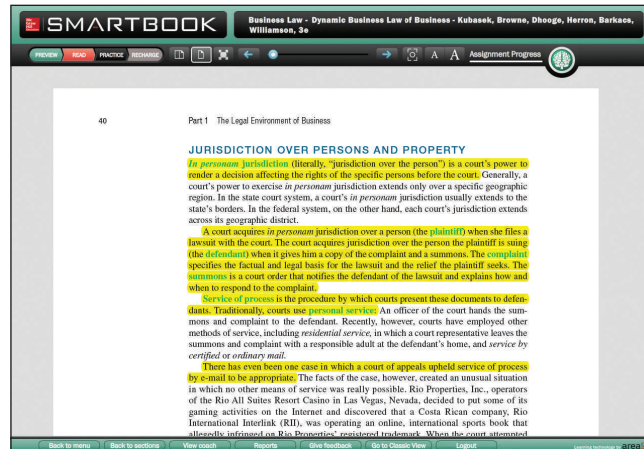 SMARTBOOK
Business Law - Dynamic Business Law of Business - Kubasek, Browne, Dhooge, Herron, Barkacs,
Williamson, 3e
PREVIEW READ PRACTICE RECHARGE A A Assignment Progress
40 Part 1 The Legal Environment of Business
JURISDICTION OVER PERSONS AND PROPERTY
In personam jurisdiction (literally, “jurisdiction over the person”) is a court’s power to
render a decision affecting the rights of the specific persons before the court. Generally, a
court’s power to exercise in personam jurisdiction extends only over a specific geographic
region. In the state court system, a court’s in personam jurisdiction usually extends to the
state’s borders. In the federal system, on the other hand, each court’s jurisdiction extends
across its geographic district.
A court acquires in personam jurisdiction over a person (the plaintiff) when she files a
lawsuit with the court. The court acquires jurisdiction over the person the plaintiff is suing
(the defendant) when it gives him a copy of the complaint and a summons. The complaint
specifies the factual and legal basis for the lawsuit and the relief the plaintiff seeks. The
summons is a court order that notifies the defendant of the lawsuit and explains how and
when to respond to the complaint.
Service of process is the procedure by which courts present these documents to defen-
dants. Traditionally, courts use personal service: An officer of the court hands the sum-
mons and complaint to the defendant. Recently, however, courts have employed other
methods of service, including residential service, in which a court representative leaves the
summons and complaint with a responsible adult at the defendant’s home, and service by
certified or ordinary mail.
There has even been one case in which a court of appeals upheld service of process
by e-mail to be appropriate. The facts of the case, however, created an unusual situation
in which no other means of service was really possible. Rio Properties, Inc., operators
of the Rio All Suites Resort Casino in Las Vegas, Nevada, decided to put some of its
gaming activities on the Internet and discovered that a Costa Rican company, Rio
International Interlink (RII), was operating an online, international sports book that
allegedly infringed on Rio Properties’ registered trademark. When the court attempted
Back to menu Back to sections View coach Reports Give feedback Go to Classic View Logout Learning technology by area9